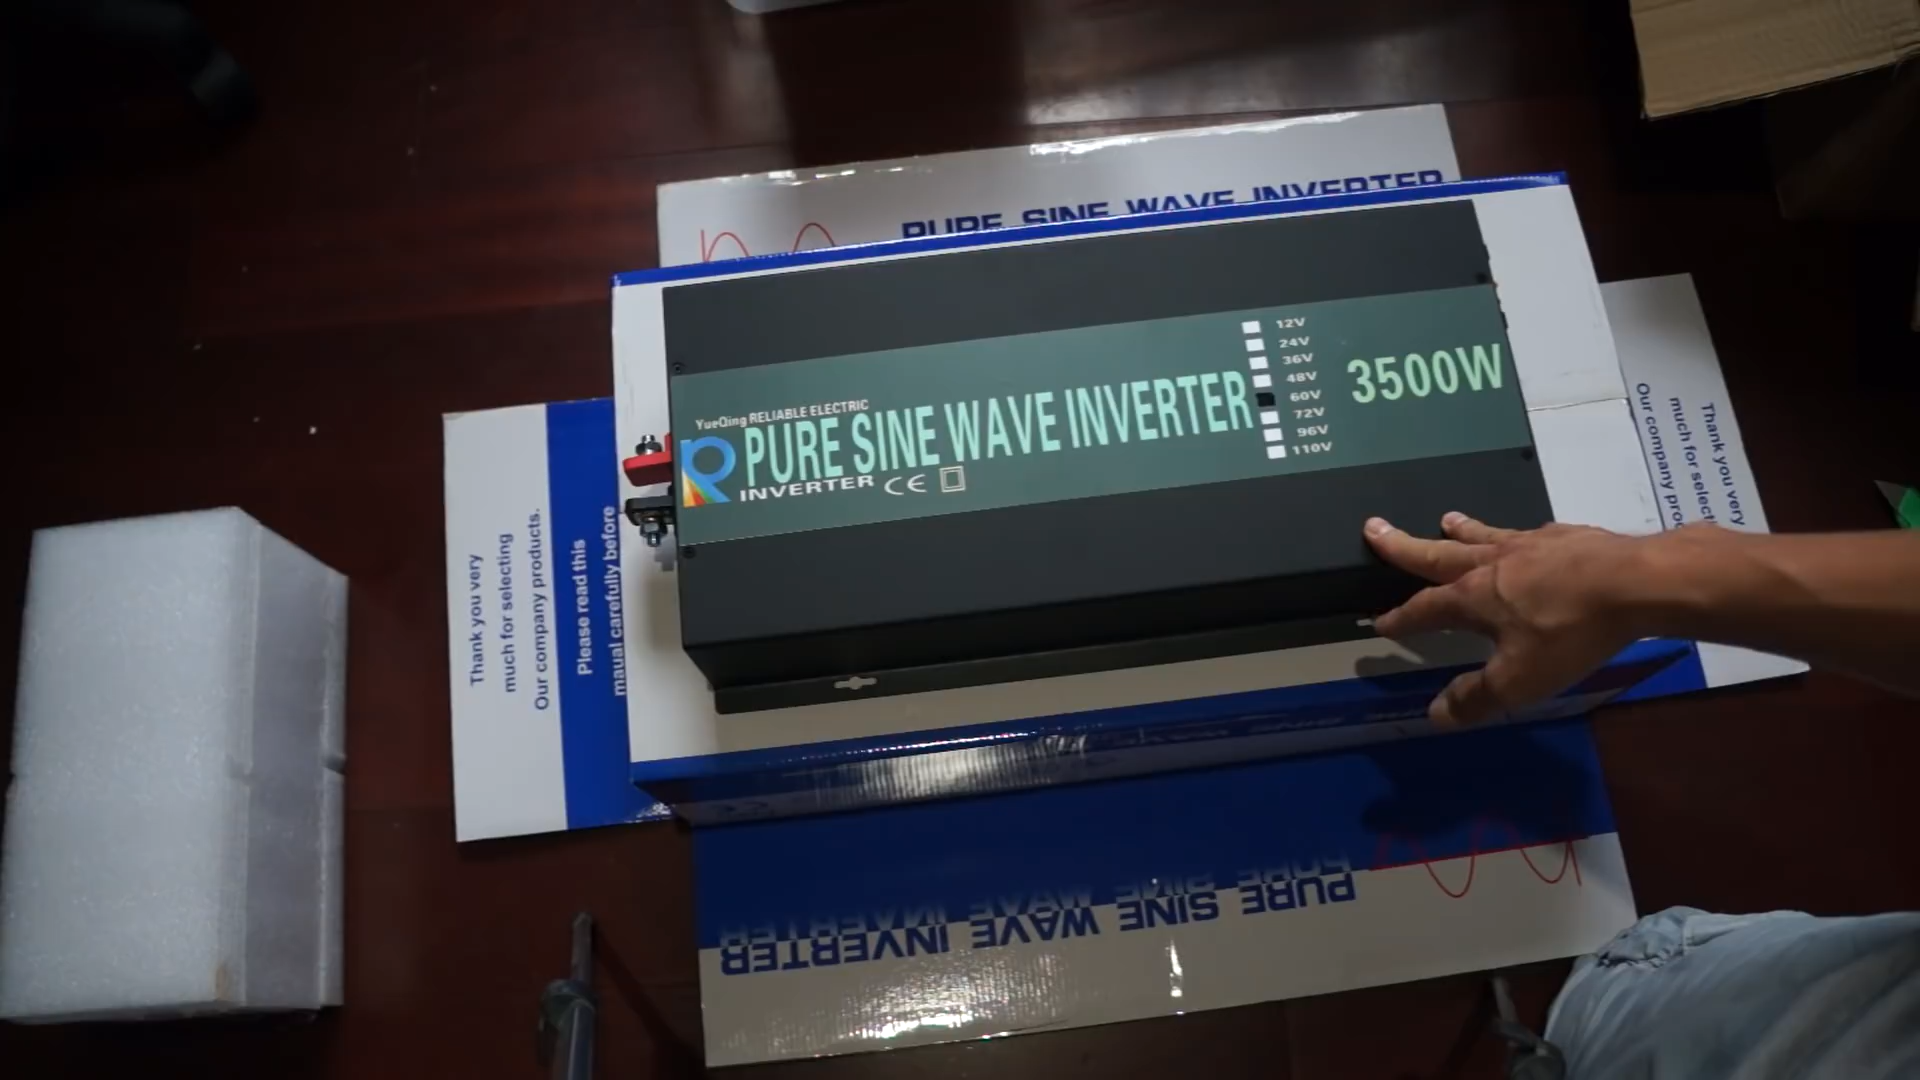 PURE SINE WAVE INVERTER
YueQing RELIABLE ELECTRIC
PURE SINE WAVE INVERTER
INVERTER CE
12V
24V
36V
48V
60V
72V
96V
110V
3500W
Thank you very
much for selecting
Our company products.
Please read this
maual carefully before
Thank you very
much for selecti
Our company proc
PURE SINE WAVE INVERTER